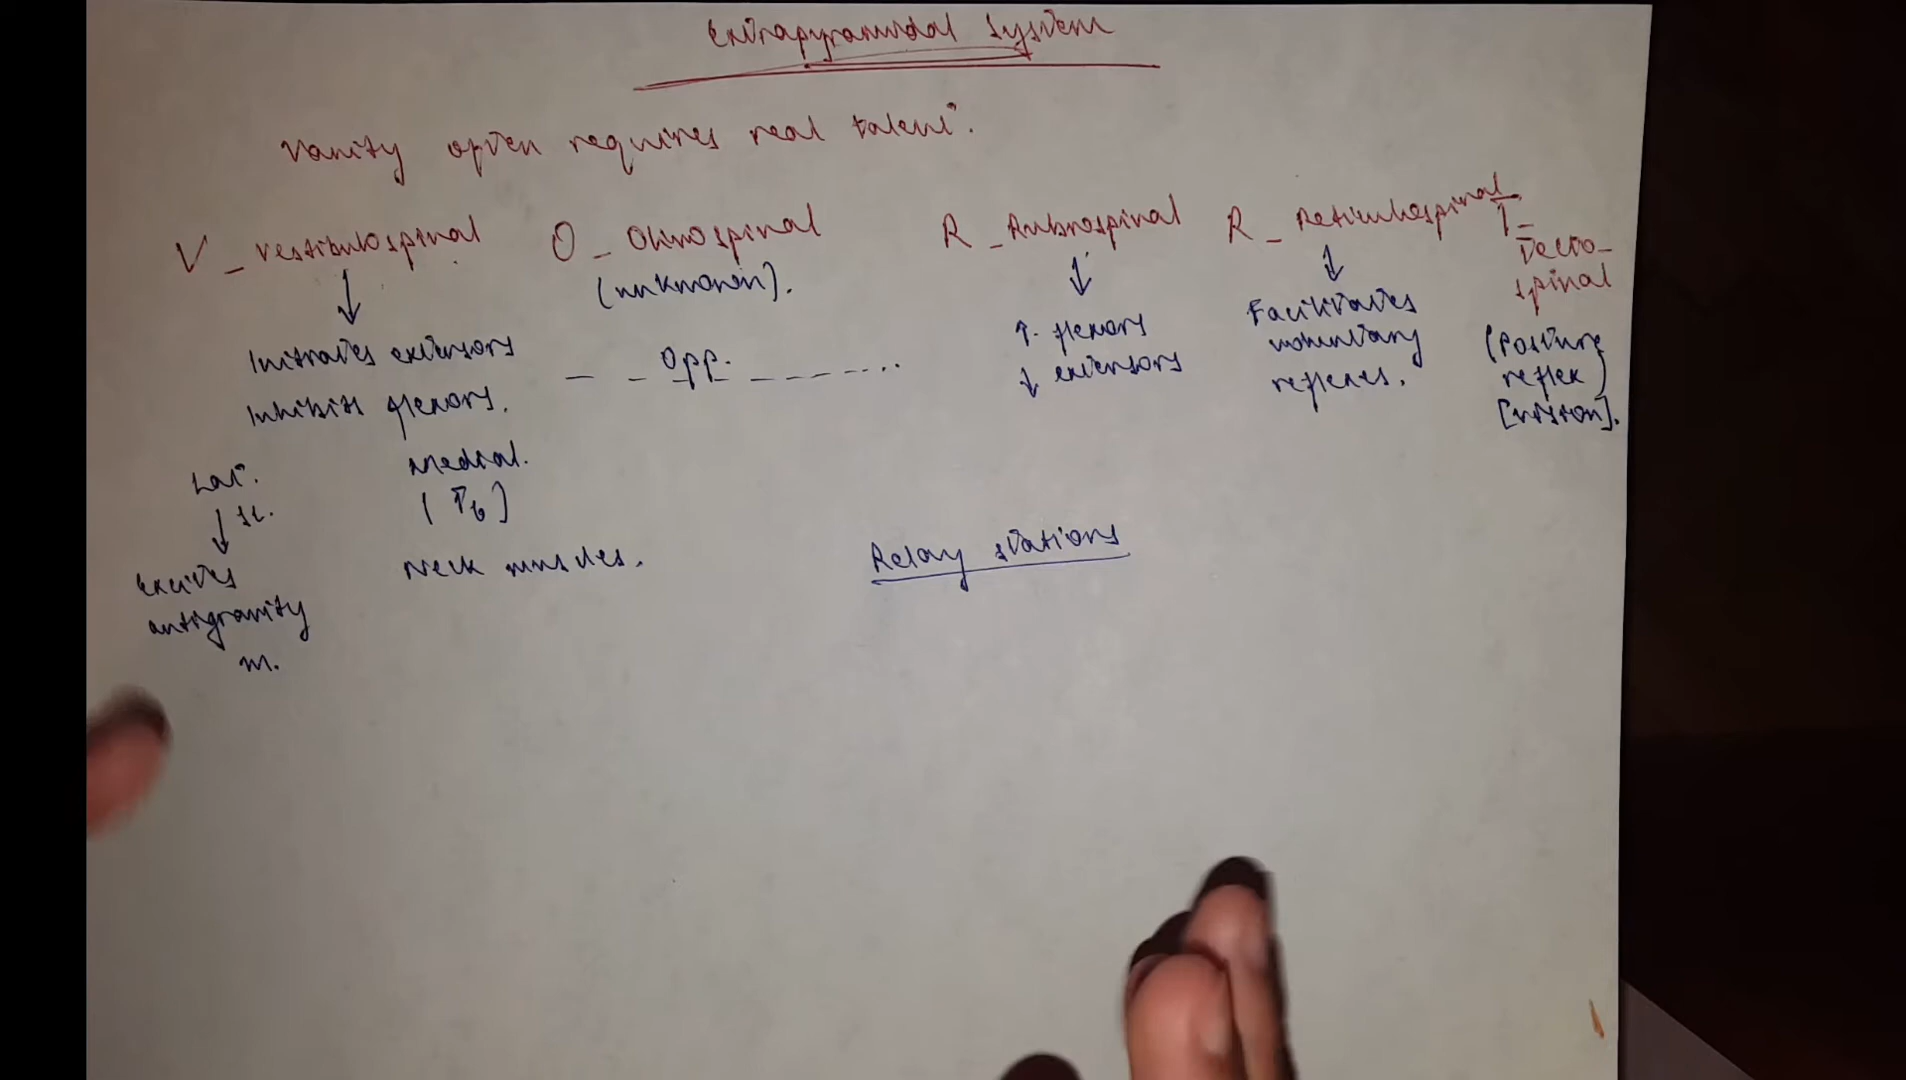 Extrapyramidal System
Vanity often requires real talent.
V - Vestibulospinal
Initiates extensors
Inhibits flexors.
Lat.
Excites
antigravity
m.
Medial.
[T6]
Neck muscles.
O - Olivospinal
(unknown).
Opp.
R - Rubrospinal
↑ flexors
↓ extensors
R - Reticulospinal
Facilitates
voluntary
reflexes.
T -
Tecto-
spinal
(Posture
reflex)
[vision].
Relay stations